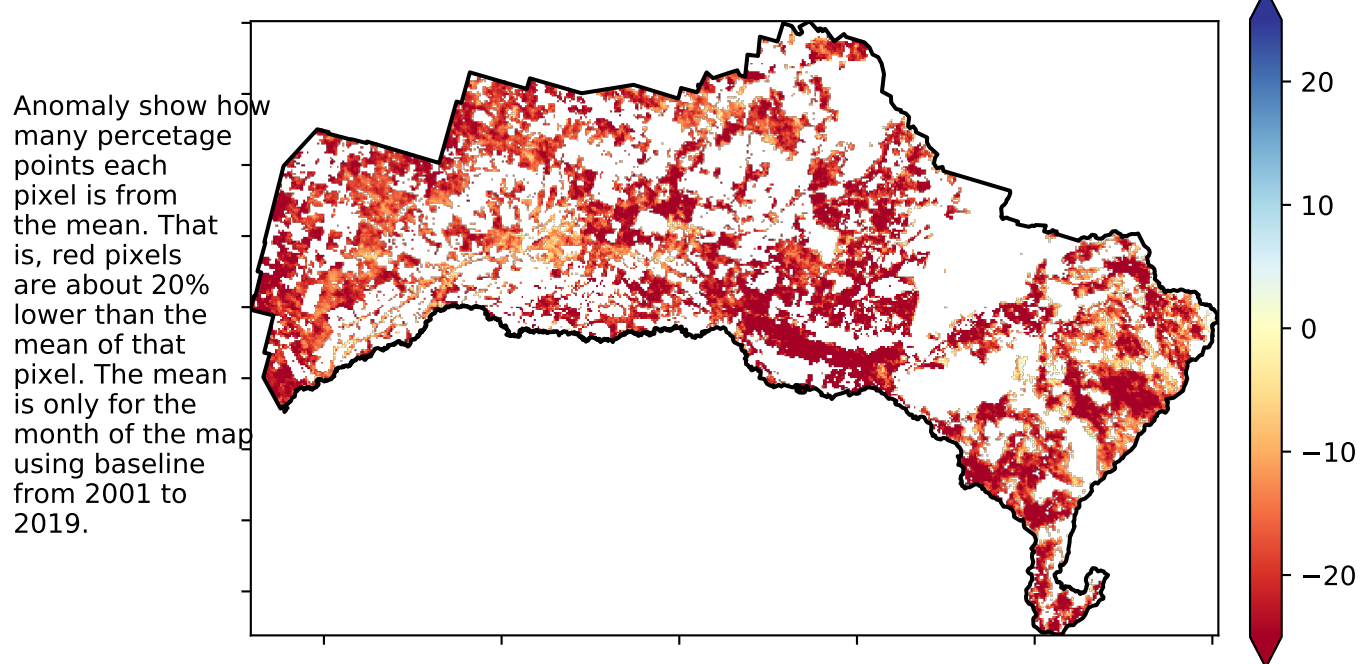 Anomaly show how
many percetage
points each
pixel is from
the mean. That
is, red pixels
are about 20%
lower than the
mean of that
pixel. The mean
is only for the
month of the map
using baseline
from 2001 to
2019.
20
10
0
−10
−20